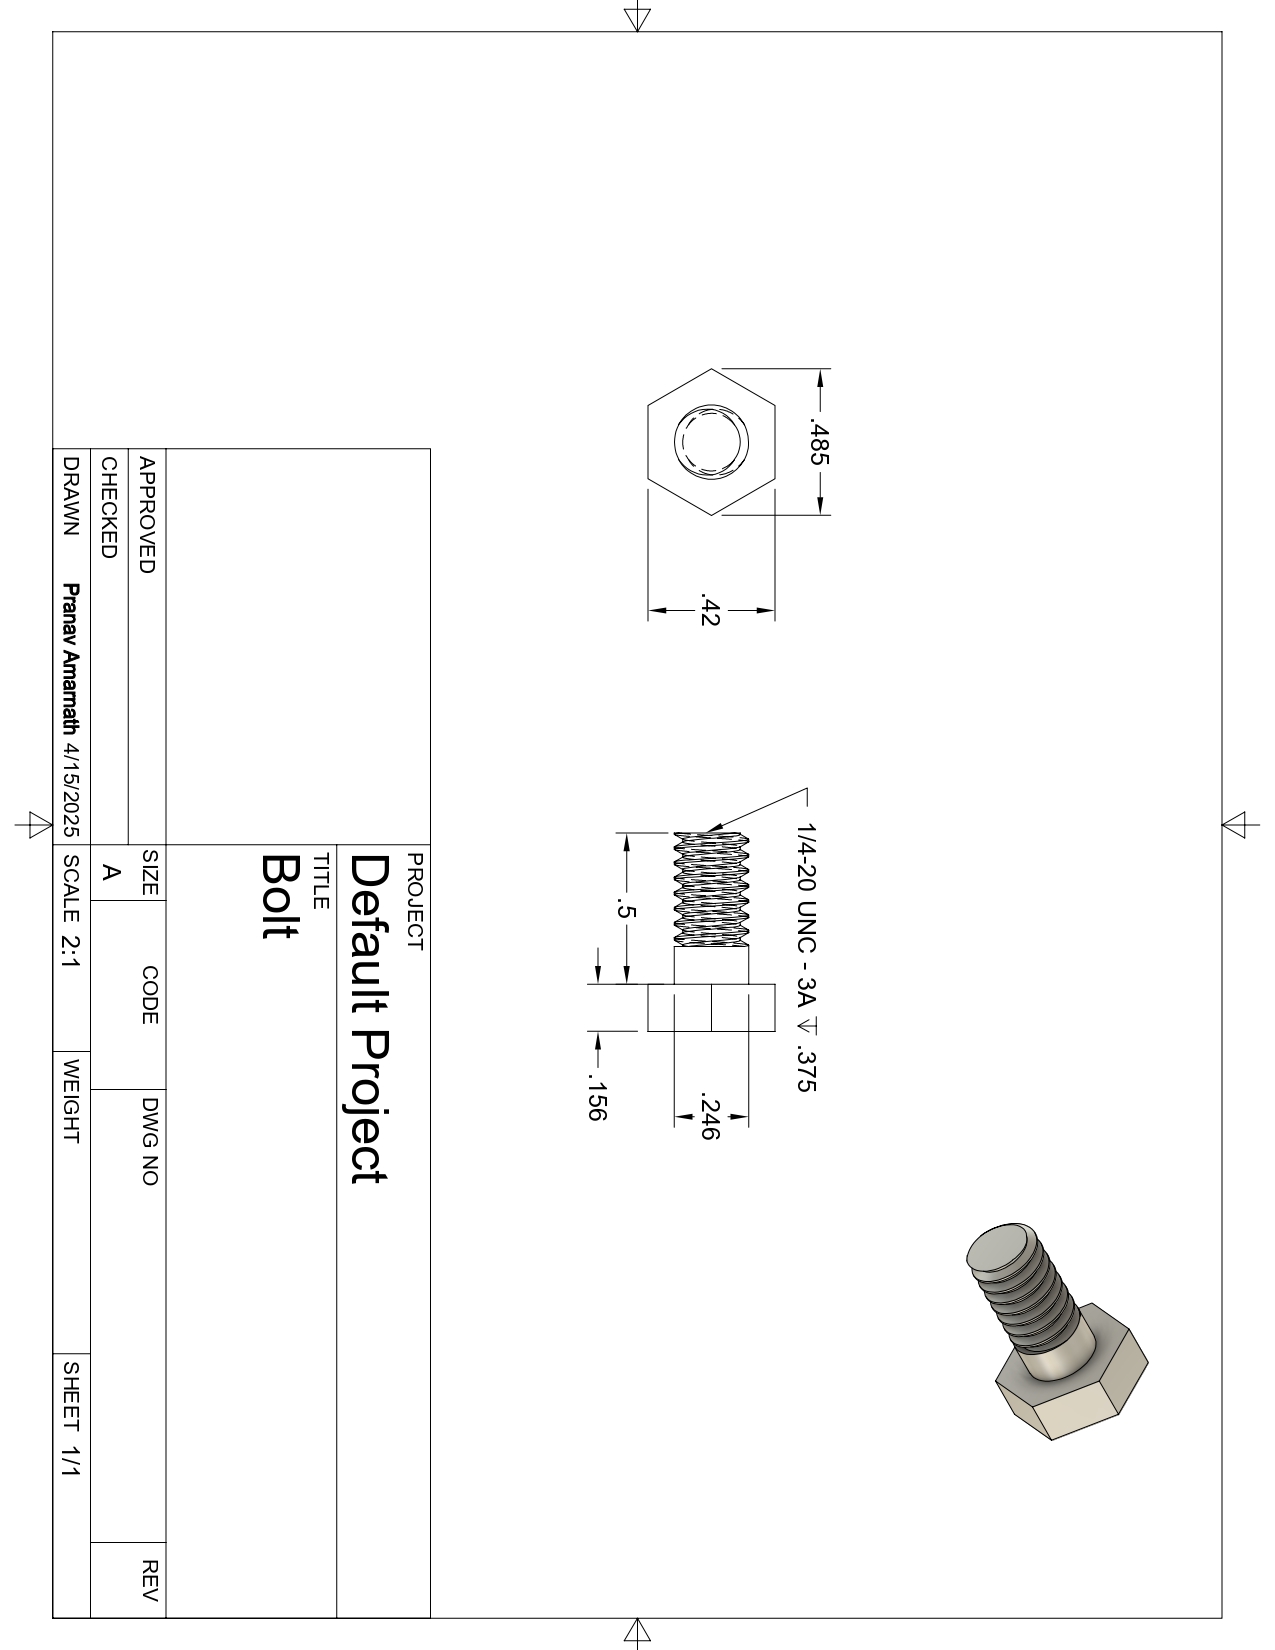 .485
.42
1/4-20 UNC - 3A ↧ .375
.5
.156
.246
PROJECT
Default Project
TITLE
Bolt
APPROVED
CHECKED
DRAWN Pranav Amarnath 4/15/2025
SIZE
A
CODE
DWG NO
REV
SCALE 2:1
WEIGHT
SHEET 1/1